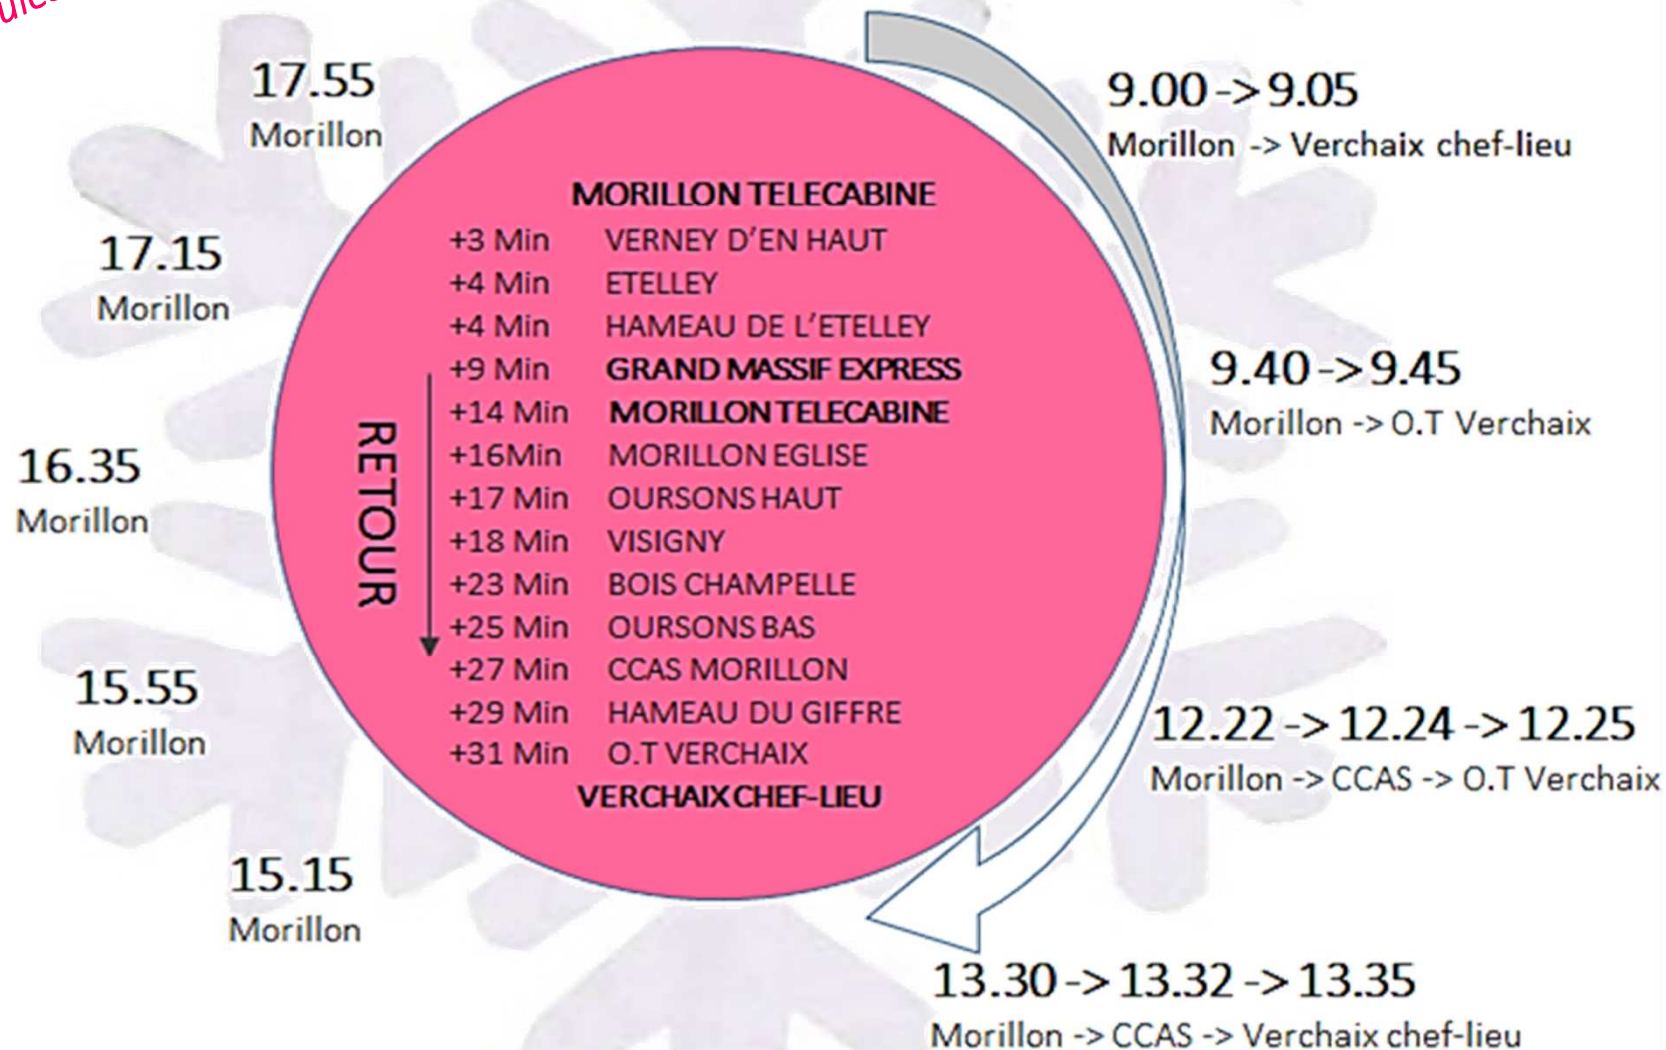 17.55
Morillon
9.00 -> 9.05
Morillon -> Verchaix chef-lieu
17.15
Morillon
9.40 -> 9.45
Morillon -> O.T Verchaix
16.35
Morillon
15.55
Morillon
12.22 -> 12.24 -> 12.25
Morillon -> CCAS -> O.T Verchaix
15.15
Morillon
13.30 -> 13.32 -> 13.35
Morillon -> CCAS -> Verchaix chef-lieu
MORILLON TELECABINE
+3 Min VERNEY D'EN HAUT
+4 Min ETELLEY
+4 Min HAMEAU DE L'ETELLEY
+9 Min GRAND MASSIF EXPRESS
+14 Min MORILLON TELECABINE
+16Min MORILLON EGLISE
+17 Min OURSONS HAUT
+18 Min VISIGNY
+23 Min BOIS CHAMPELLE
+25 Min OURSONS BAS
+27 Min CCAS MORILLON
+29 Min HAMEAU DU GIFFRE
+31 Min O.T VERCHAIX
VERCHAIX CHEF-LIEU
RETOUR